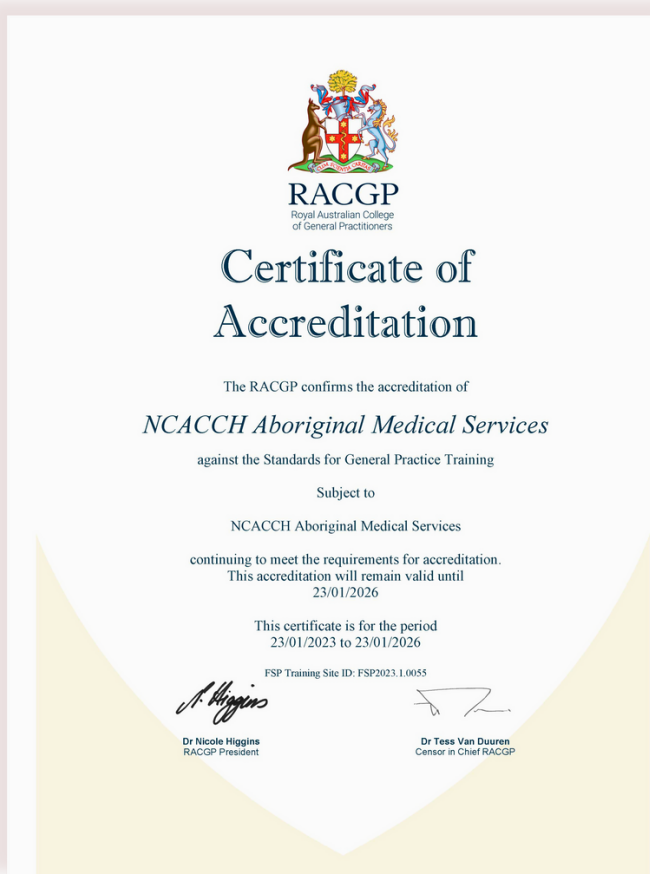 RACGP
Royal Australian College
of General Practitioners
Certificate of
Accreditation
The RACGP confirms the accreditation of
NCACCH Aboriginal Medical Services
against the Standards for General Practice Training
Subject to
NCACCH Aboriginal Medical Services
continuing to meet the requirements for accreditation.
This accreditation will remain valid until
23/01/2026
This certificate is for the period
23/01/2023 to 23/01/2026
FSP Training Site ID: FSP2023.1.0055
N. Higgins
Dr Nicole Higgins
RACGP President
Dr Tess Van Duuren
Censor in Chief RACGP